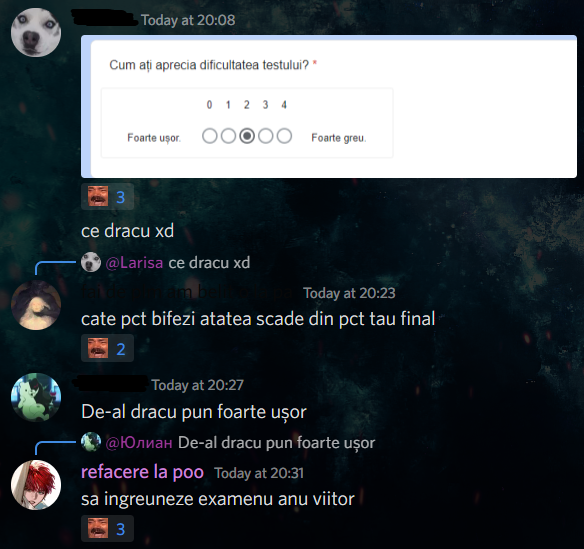 Today at 20:08
Cum ați aprecia dificultatea testului? *
0 1 2 3 4
Foarte ușor. Foarte greu.
3
ce dracu xd
@Larisa ce dracu xd
Today at 20:23
cate pct bifezi atatea scade din pct tau final
2
Today at 20:27
De-al dracu pun foarte ușor
@Юлиан De-al dracu pun foarte ușor
refacere la poo Today at 20:31
sa ingreuneze examenu anu viitor
3